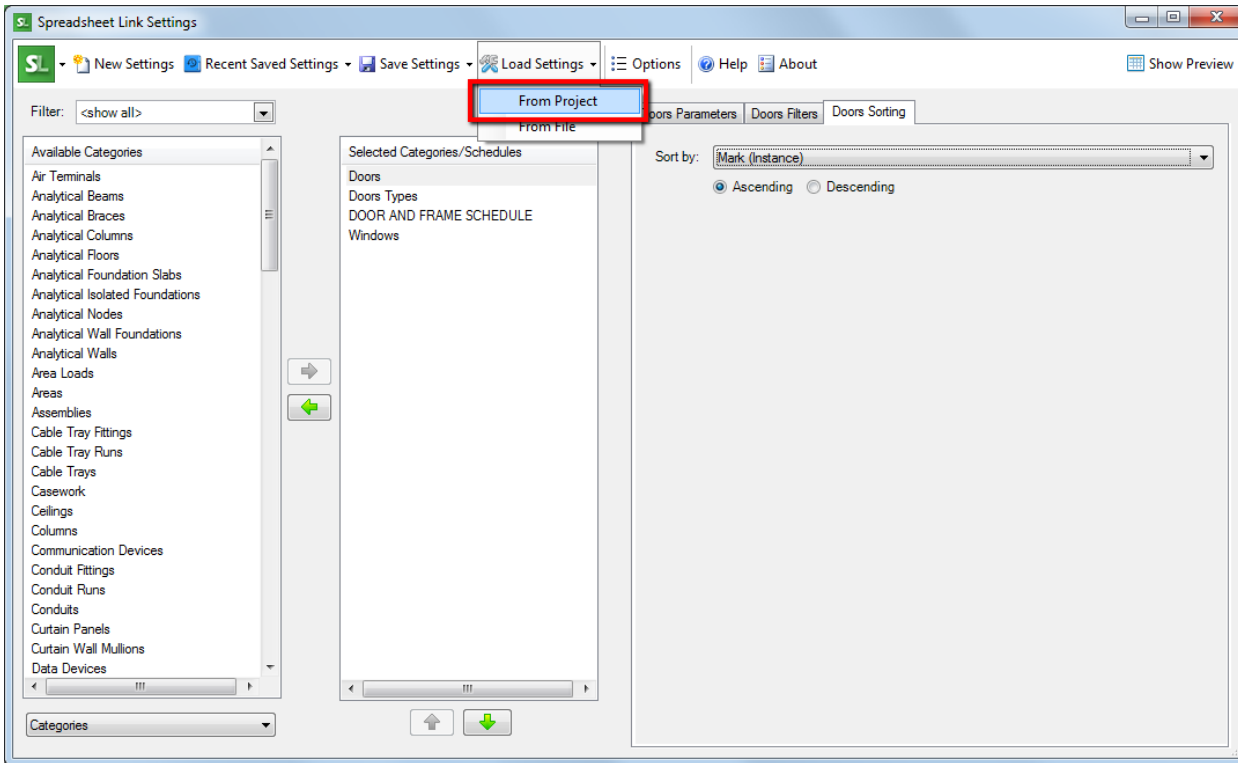 SL Spreadsheet Link Settings
SL New Settings Recent Saved Settings Save Settings Load Settings Options Help About Show Preview
From Project
From File
Filter: <show all>
Doors Parameters Doors Filters Doors Sorting
Available Categories
Air Terminals
Analytical Beams
Analytical Braces
Analytical Columns
Analytical Floors
Analytical Foundation Slabs
Analytical Isolated Foundations
Analytical Nodes
Analytical Wall Foundations
Analytical Walls
Area Loads
Areas
Assemblies
Cable Tray Fittings
Cable Tray Runs
Cable Trays
Casework
Ceilings
Columns
Communication Devices
Conduit Fittings
Conduit Runs
Conduits
Curtain Panels
Curtain Wall Mullions
Data Devices
Categories
Selected Categories/Schedules
Doors
Doors Types
DOOR AND FRAME SCHEDULE
Windows
Sort by: Mark (Instance)
Ascending Descending